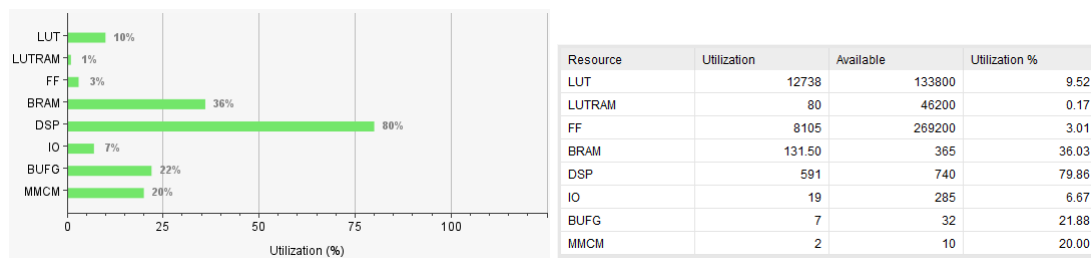 LUT 10%
LUTRAM 1%
FF 3%
BRAM 36%
DSP 80%
IO 7%
BUFG 22%
MMCM 20%
0 25 50 75 100
Utilization (%)
Resource Utilization Available Utilization %
LUT 12738 133800 9.52
LUTRAM 80 46200 0.17
FF 8105 269200 3.01
BRAM 131.50 365 36.03
DSP 591 740 79.86
IO 19 285 6.67
BUFG 7 32 21.88
MMCM 2 10 20.00